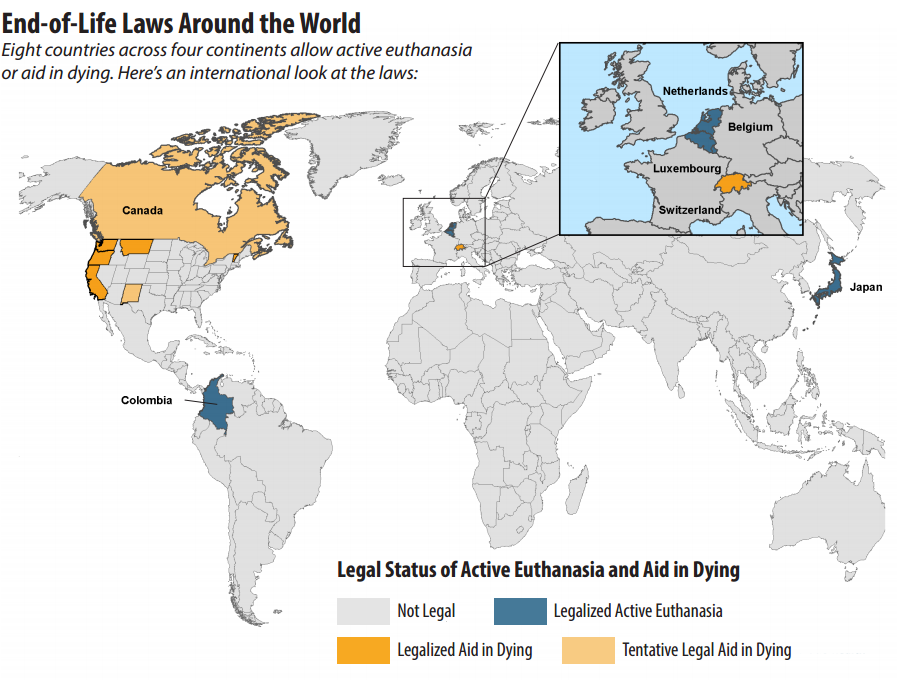 End-of-Life Laws Around the World
Eight countries across four continents allow active euthanasia
or aid in dying. Here's an international look at the laws:
Netherlands
Belgium
Luxembourg
Switzerland
Canada
Japan
Colombia
Legal Status of Active Euthanasia and Aid in Dying
Not Legal
Legalized Active Euthanasia
Legalized Aid in Dying
Tentative Legal Aid in Dying